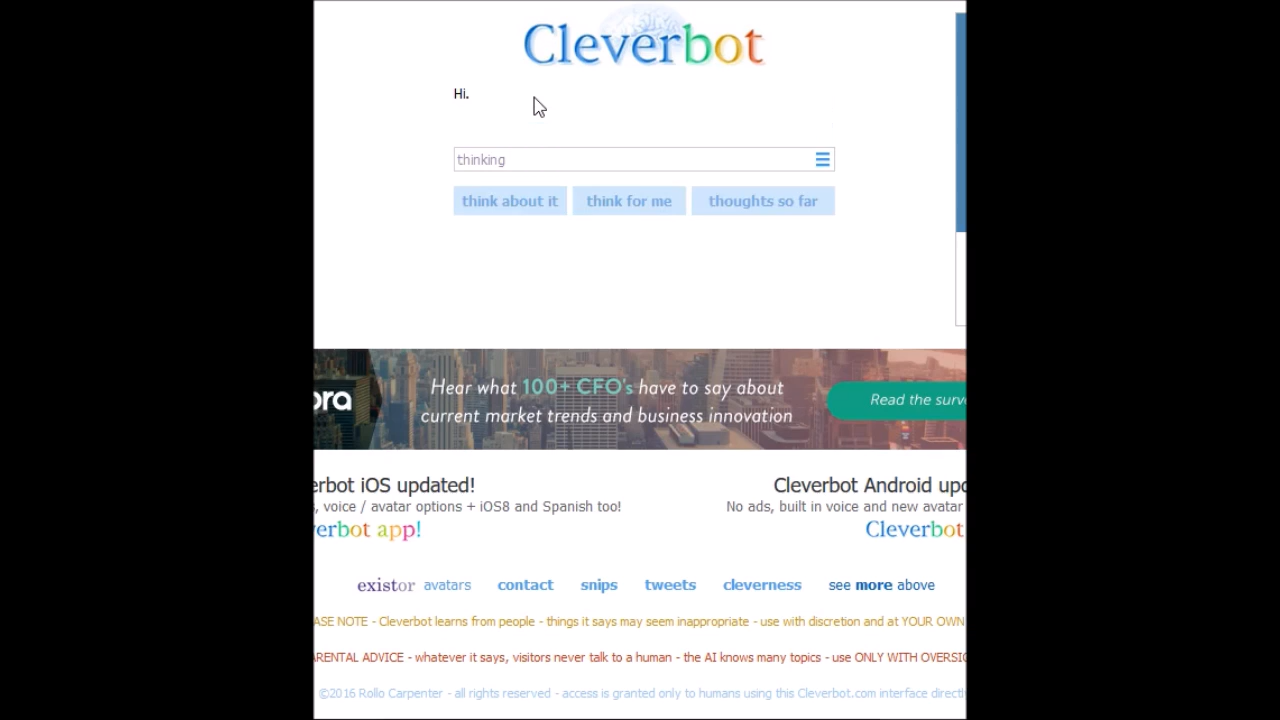 Cleverbot
Hi.
thinking
think about it think for me thoughts so far
ora Hear what 100+ CFO's have to say about
current market trends and business innovation
Read the surve
erbot iOS updated!
, voice / avatar options + iOS8 and Spanish too!
verbot app!
Cleverbot Android upd
No ads, built in voice and new avatar
Cleverbot
existor avatars contact snips tweets cleverness see more above
ASE NOTE - Cleverbot learns from people - things it says may seem inappropriate - use with discretion and at YOUR OWN
ARENTAL ADVICE - whatever it says, visitors never talk to a human - the AI knows many topics - use ONLY WITH OVERSIG
©2016 Rollo Carpenter - all rights reserved - access is granted only to humans using this Cleverbot.com interface directly